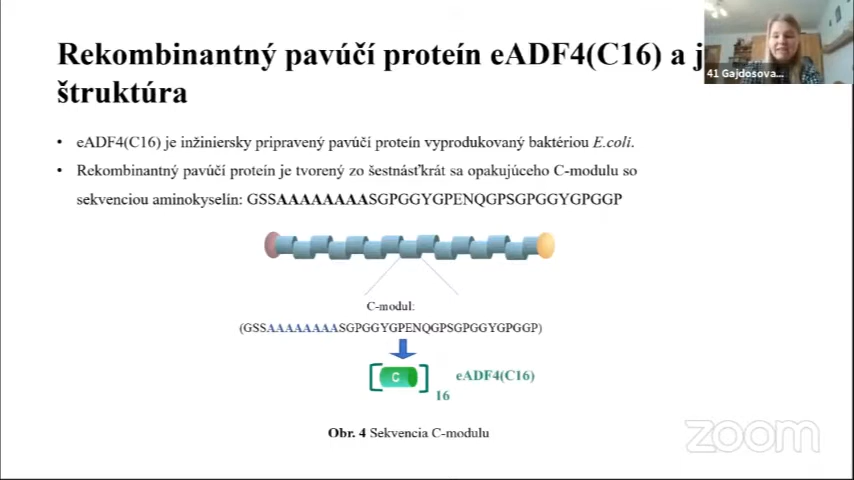 Rekombinantný pavúčí proteín eADF4(C16) a j
štruktúra
41 Gajdosova...
• eADF4(C16) je inžiniersky pripravený pavúčí proteín vyprodukovaný baktériou E.coli.
• Rekombinantný pavúčí proteín je tvorený zo šestnásťkrát sa opakujúceho C-modulu so
sekvenciou aminokyselín: GSSAAAAAAAASGPGGYGPENQGPSGPGGYGPGGP
C-modul:
(GSSAAAAAAAASGPGGYGPENQGPSGPGGYGPGGP)
[C] eADF4(C16)
16
Obr. 4 Sekvencia C-modulu
zoom